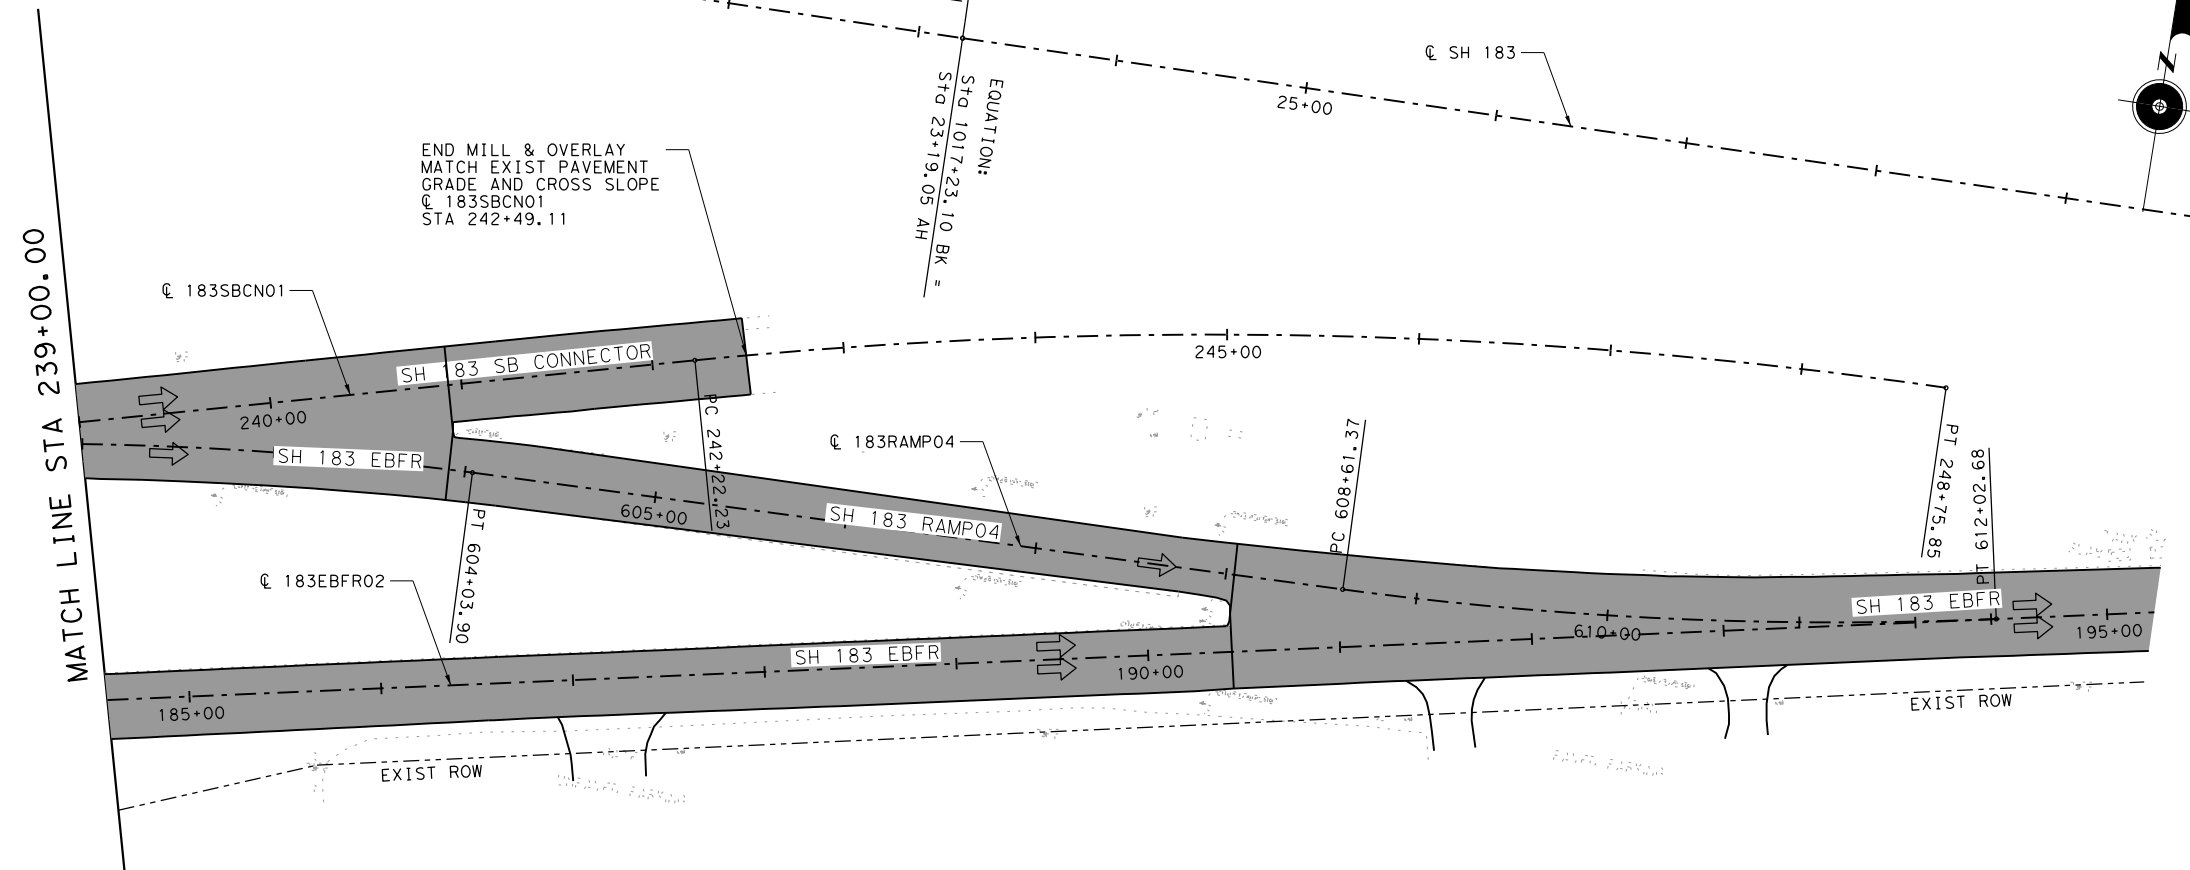 ℄ SH 183
25+00
EQUATION:
Sta 1017+23.10 BK =
Sta 23+19.05 AH
N
END MILL & OVERLAY
MATCH EXIST PAVEMENT
GRADE AND CROSS SLOPE
℄ 183SBCN01
STA 242+49.11
MATCH LINE STA 239+00.00
℄ 183SBCN01
SH 183 SB CONNECTOR
240+00
245+00
PC 242+22.23
SH 183 EBFR
℄ 183RAMP04
PC 608+61.37
PT 248+75.85
PT 612+02.68
605+00
SH 183 RAMP04
PT 604+03.90
℄ 183EBFR02
SH 183 EBFR
SH 183 EBFR
610+00
195+00
190+00
185+00
EXIST ROW
EXIST ROW